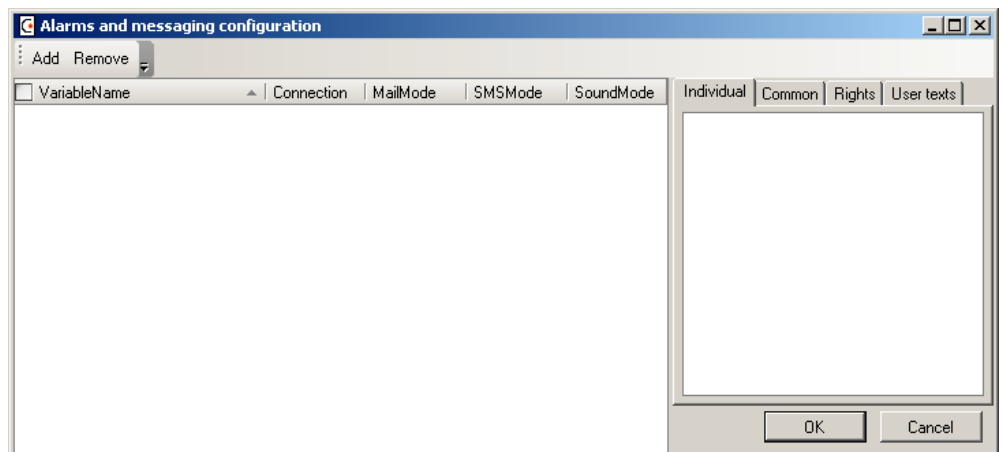 Alarms and messaging configuration
Add Remove
VariableName Connection MailMode SMSMode SoundMode
Individual Common Rights User texts
OK Cancel